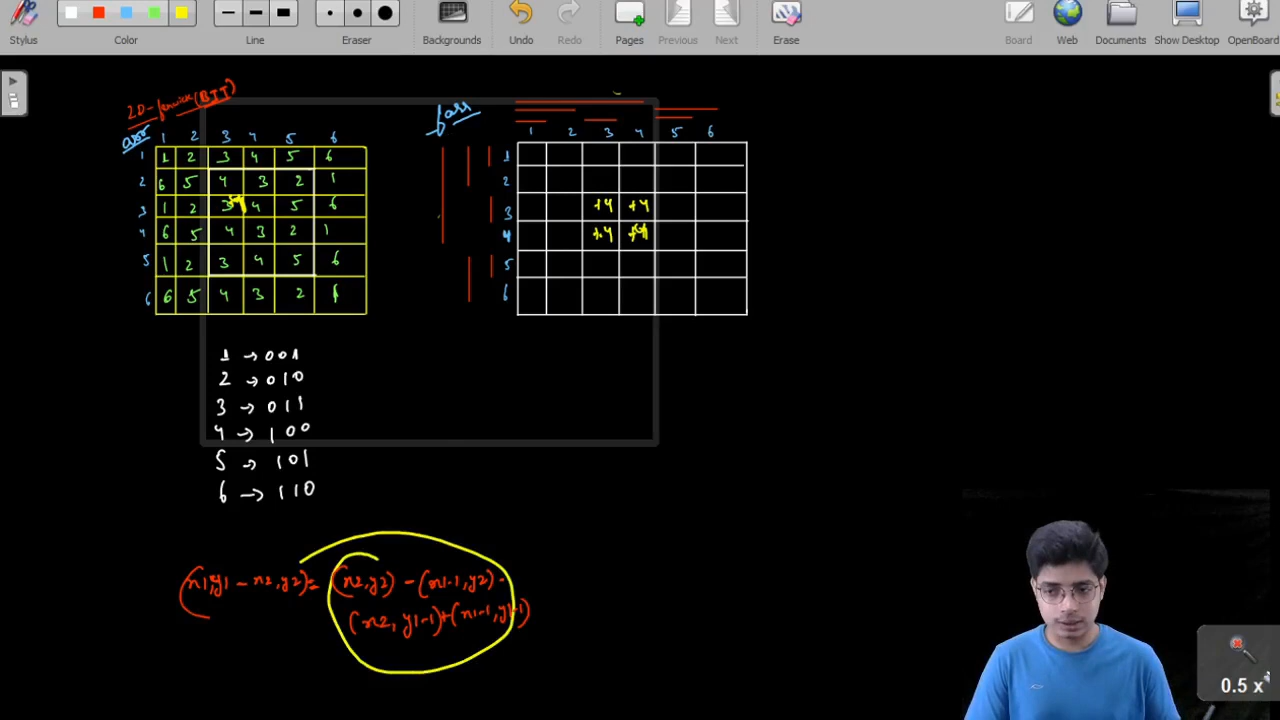 Stylus Color Line Eraser Backgrounds Undo Redo Pages Previous Next Erase Board Web Documents Show Desktop OpenBoard
2D-fenwick (BIT)
arr 1 2 3 4 5 6
1 1 2 3 4 5 6
2 6 5 4 3 2 1
3 1 2 4 5 6
4 6 5 4 3 2 1
5 1 2 3 4 5 6
6 6 5 4 3 2 1
farr 1 2 3 4 5 6
1
2
3 +4 +4
4 +4
5
6
1 → 001
2 → 010
3 → 011
4 → 100
5 → 101
6 → 110
(x1,y1 - x2,y2) = (x2,y2) - (x1-1,y2) -
(x2, y1-1) + (x1-1, y1-1)
0.5 x